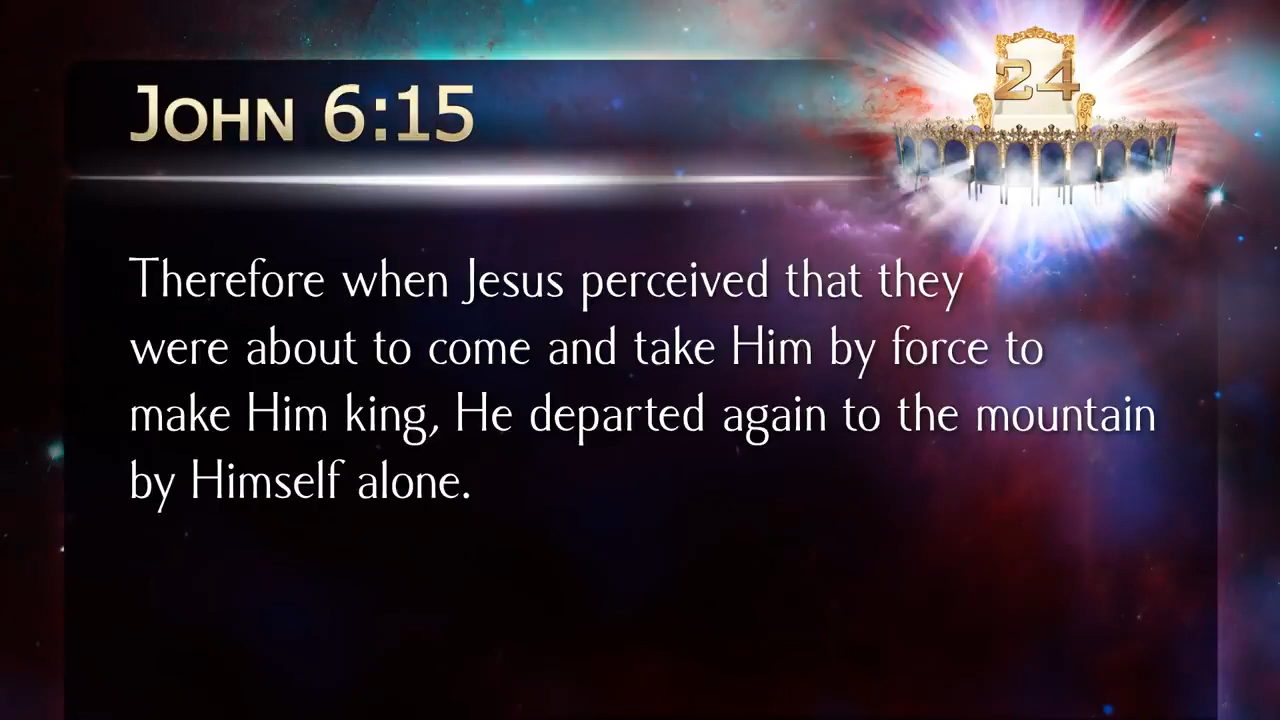 John 6:15
24
Therefore when Jesus perceived that they
were about to come and take Him by force to
make Him king, He departed again to the mountain
by Himself alone.